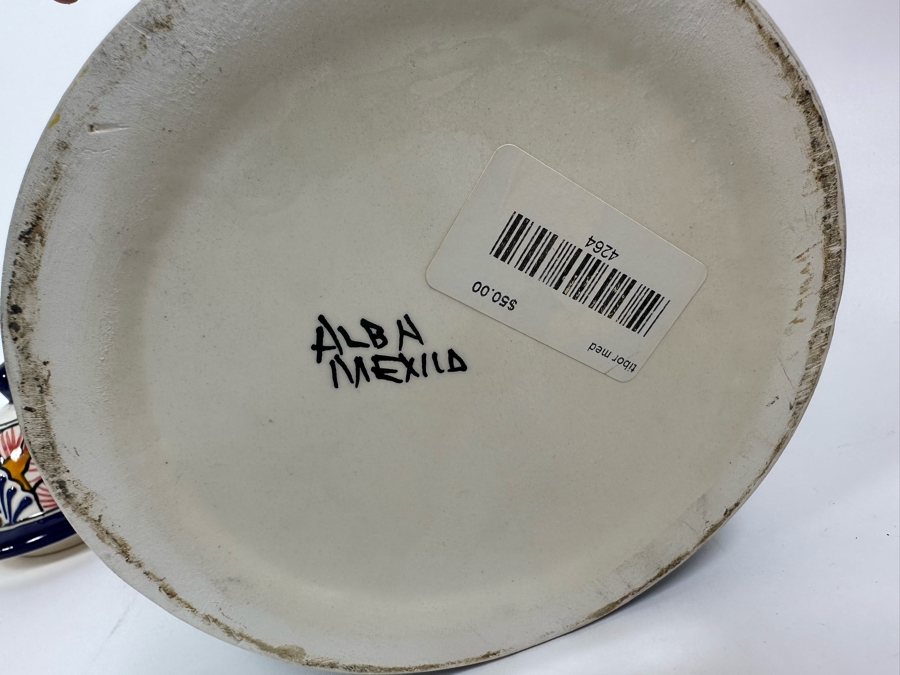 ALBA
MEXICO
tibor med
$50.00
4264